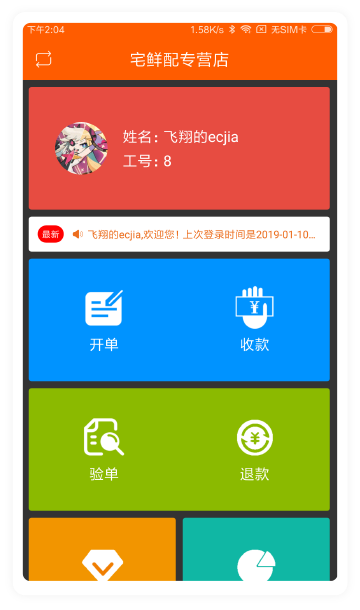 下午2:04 1.58K/s 无SIM卡
宅鲜配专营店
姓名: 飞翔的ecjia
工号: 8
最新 飞翔的ecjia,欢迎您! 上次登录时间是2019-01-10...
¥
开单 收款
¥
验单 退款